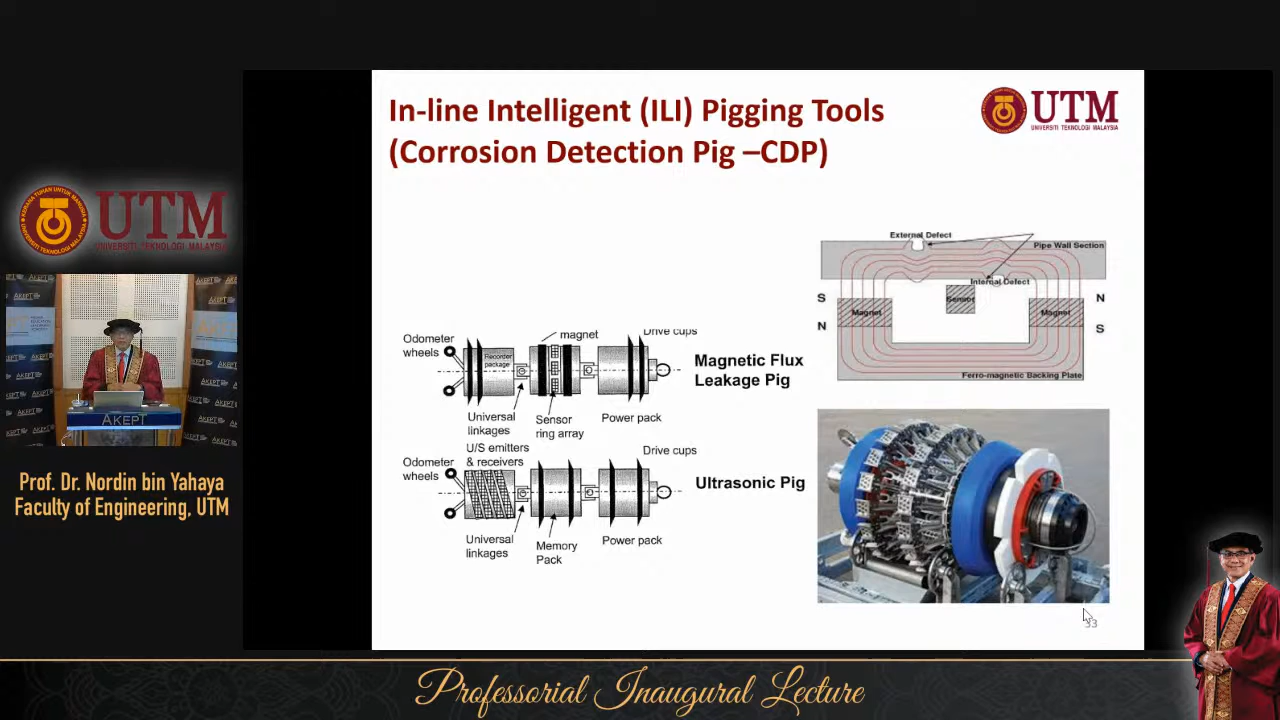 In-line Intelligent (ILI) Pigging Tools
(Corrosion Detection Pig –CDP)
UTM
UNIVERSITI TEKNOLOGI MALAYSIA
UTM
UNIVERSITI TEKNOLOGI MALAYSIA
AKEPT
AKEPT
Prof. Dr. Nordin bin Yahaya
Faculty of Engineering, UTM
External Defect
Pipe Wall Section
Internal Defect
Sensor
S
N
Magnet
Magnet
N
S
Ferro-magnetic Backing Plate
Odometer
wheels
Recorder
package
magnet
Drive cups
Magnetic Flux
Leakage Pig
Universal
linkages
Sensor
ring array
Power pack
U/S emitters
& receivers
Odometer
wheels
Drive cups
Ultrasonic Pig
Universal
linkages
Memory
Pack
Power pack
33
Professorial Inaugural Lecture